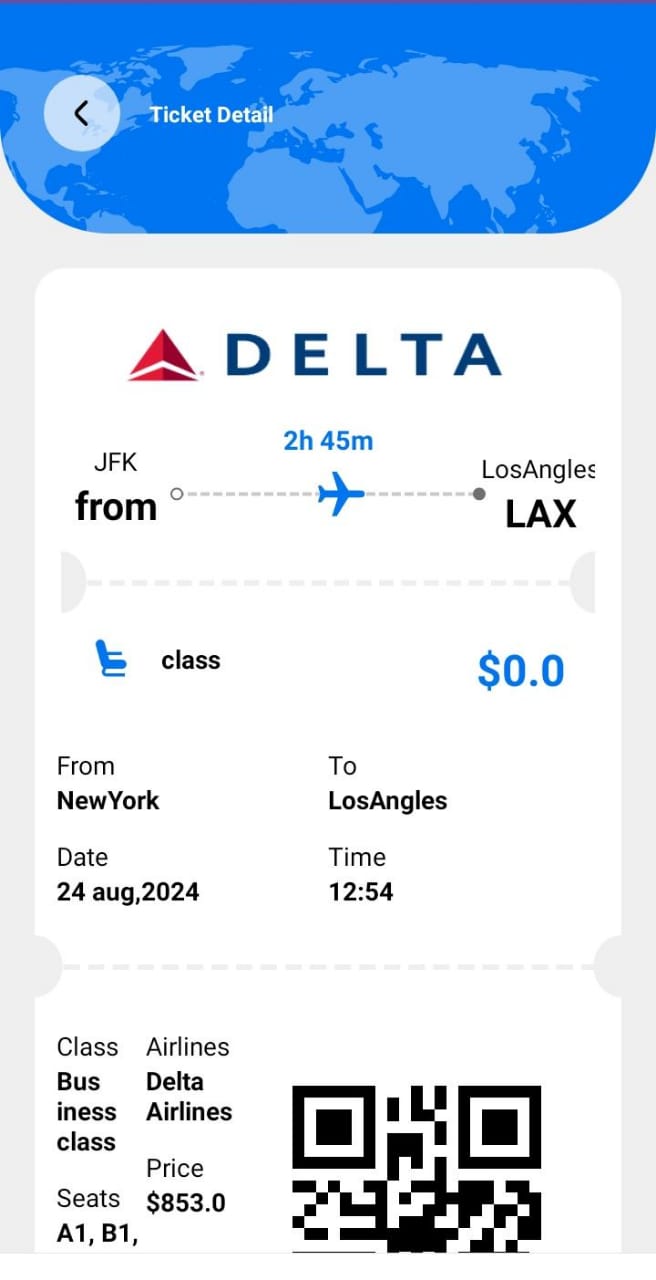 Ticket Detail
DELTA
2h 45m
JFK
LosAngles
from
LAX
class
$0.0
From
To
NewYork
LosAngles
Date
Time
24 aug,2024
12:54
Class
Airlines
Bus
Delta
iness
Airlines
class
Price
Seats
$853.0
A1, B1,